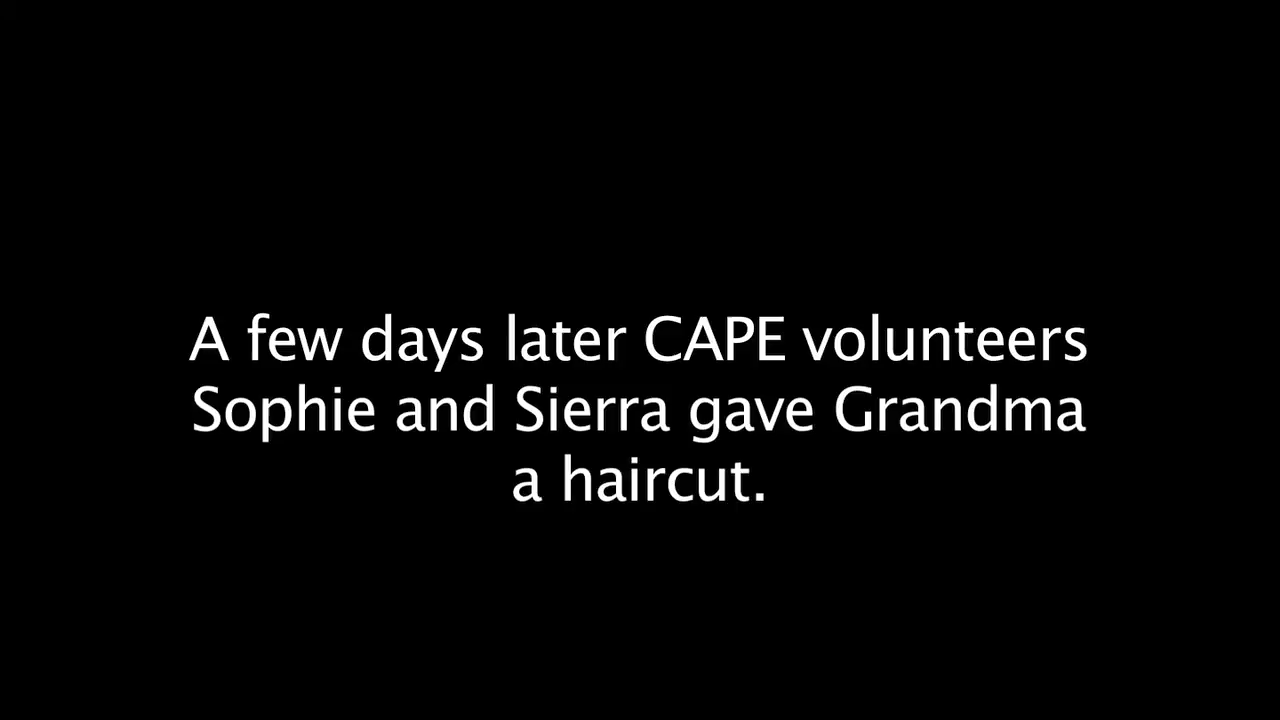 A few days later CAPE volunteers
Sophie and Sierra gave Grandma
a haircut.